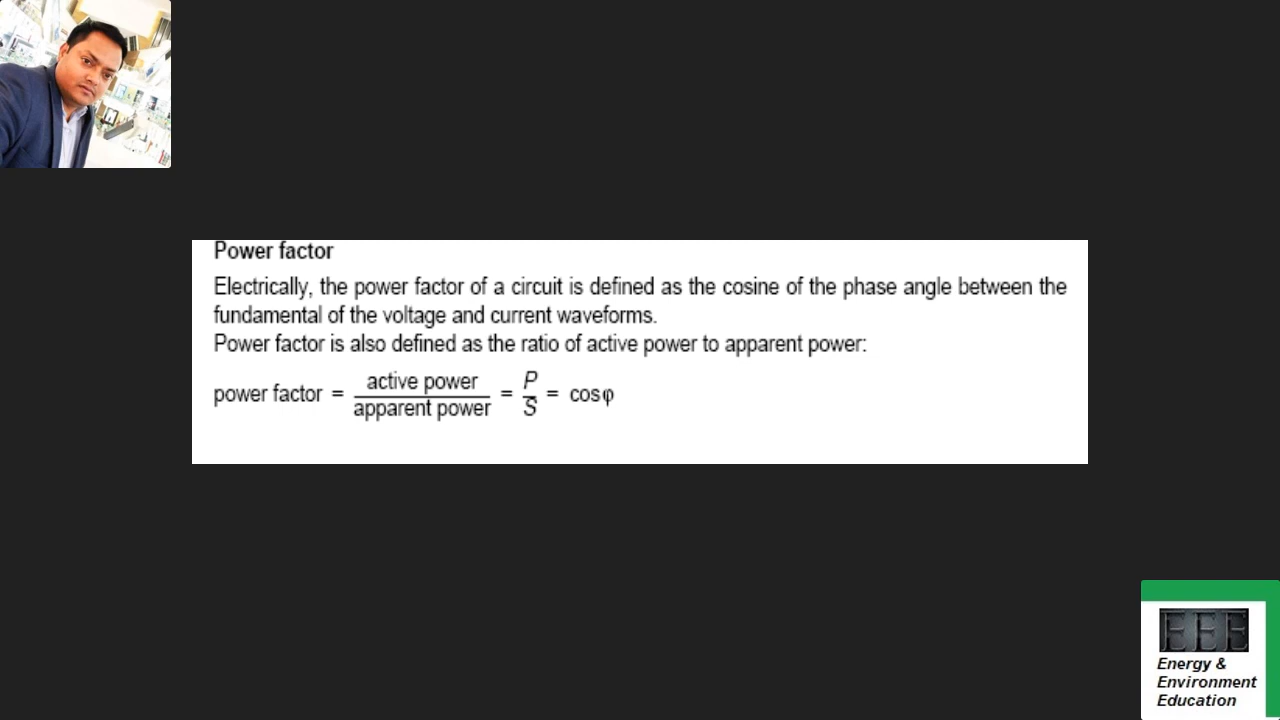 Power factor
Electrically, the power factor of a circuit is defined as the cosine of the phase angle between the
fundamental of the voltage and current waveforms.
Power factor is also defined as the ratio of active power to apparent power:
power factor = active power / apparent power = P / S = cosφ
EEE
Energy &
Environment
Education